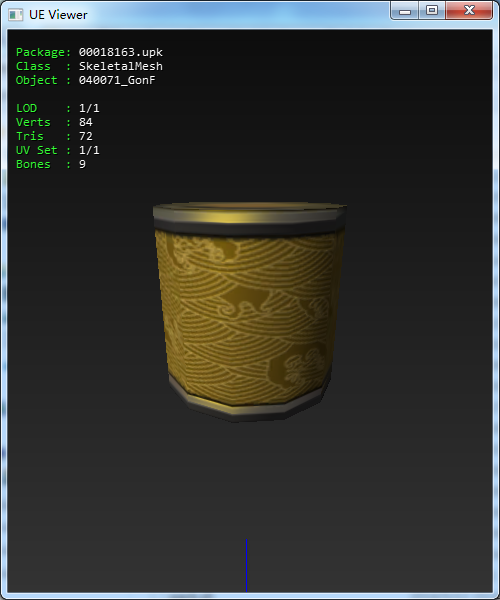 UE Viewer
Package: 00018163.upk
Class : SkeletalMesh
Object : 040071_GonF
LOD : 1/1
Verts : 84
Tris : 72
UV Set : 1/1
Bones : 9